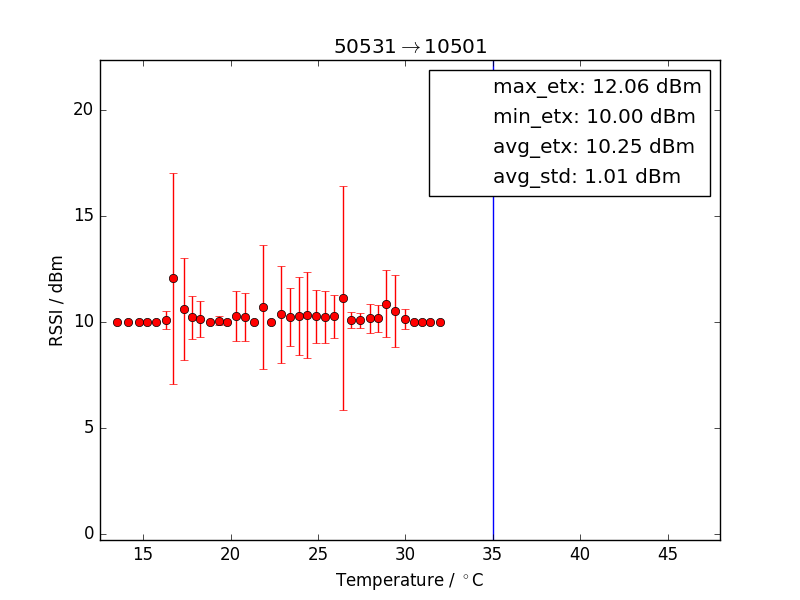 50531→10501
max_etx: 12.06 dBm
min_etx: 10.00 dBm
avg_etx: 10.25 dBm
avg_std: 1.01 dBm
RSSI / dBm
20
15
10
5
0
15 20 25 30 35 40 45
Temperature / °C